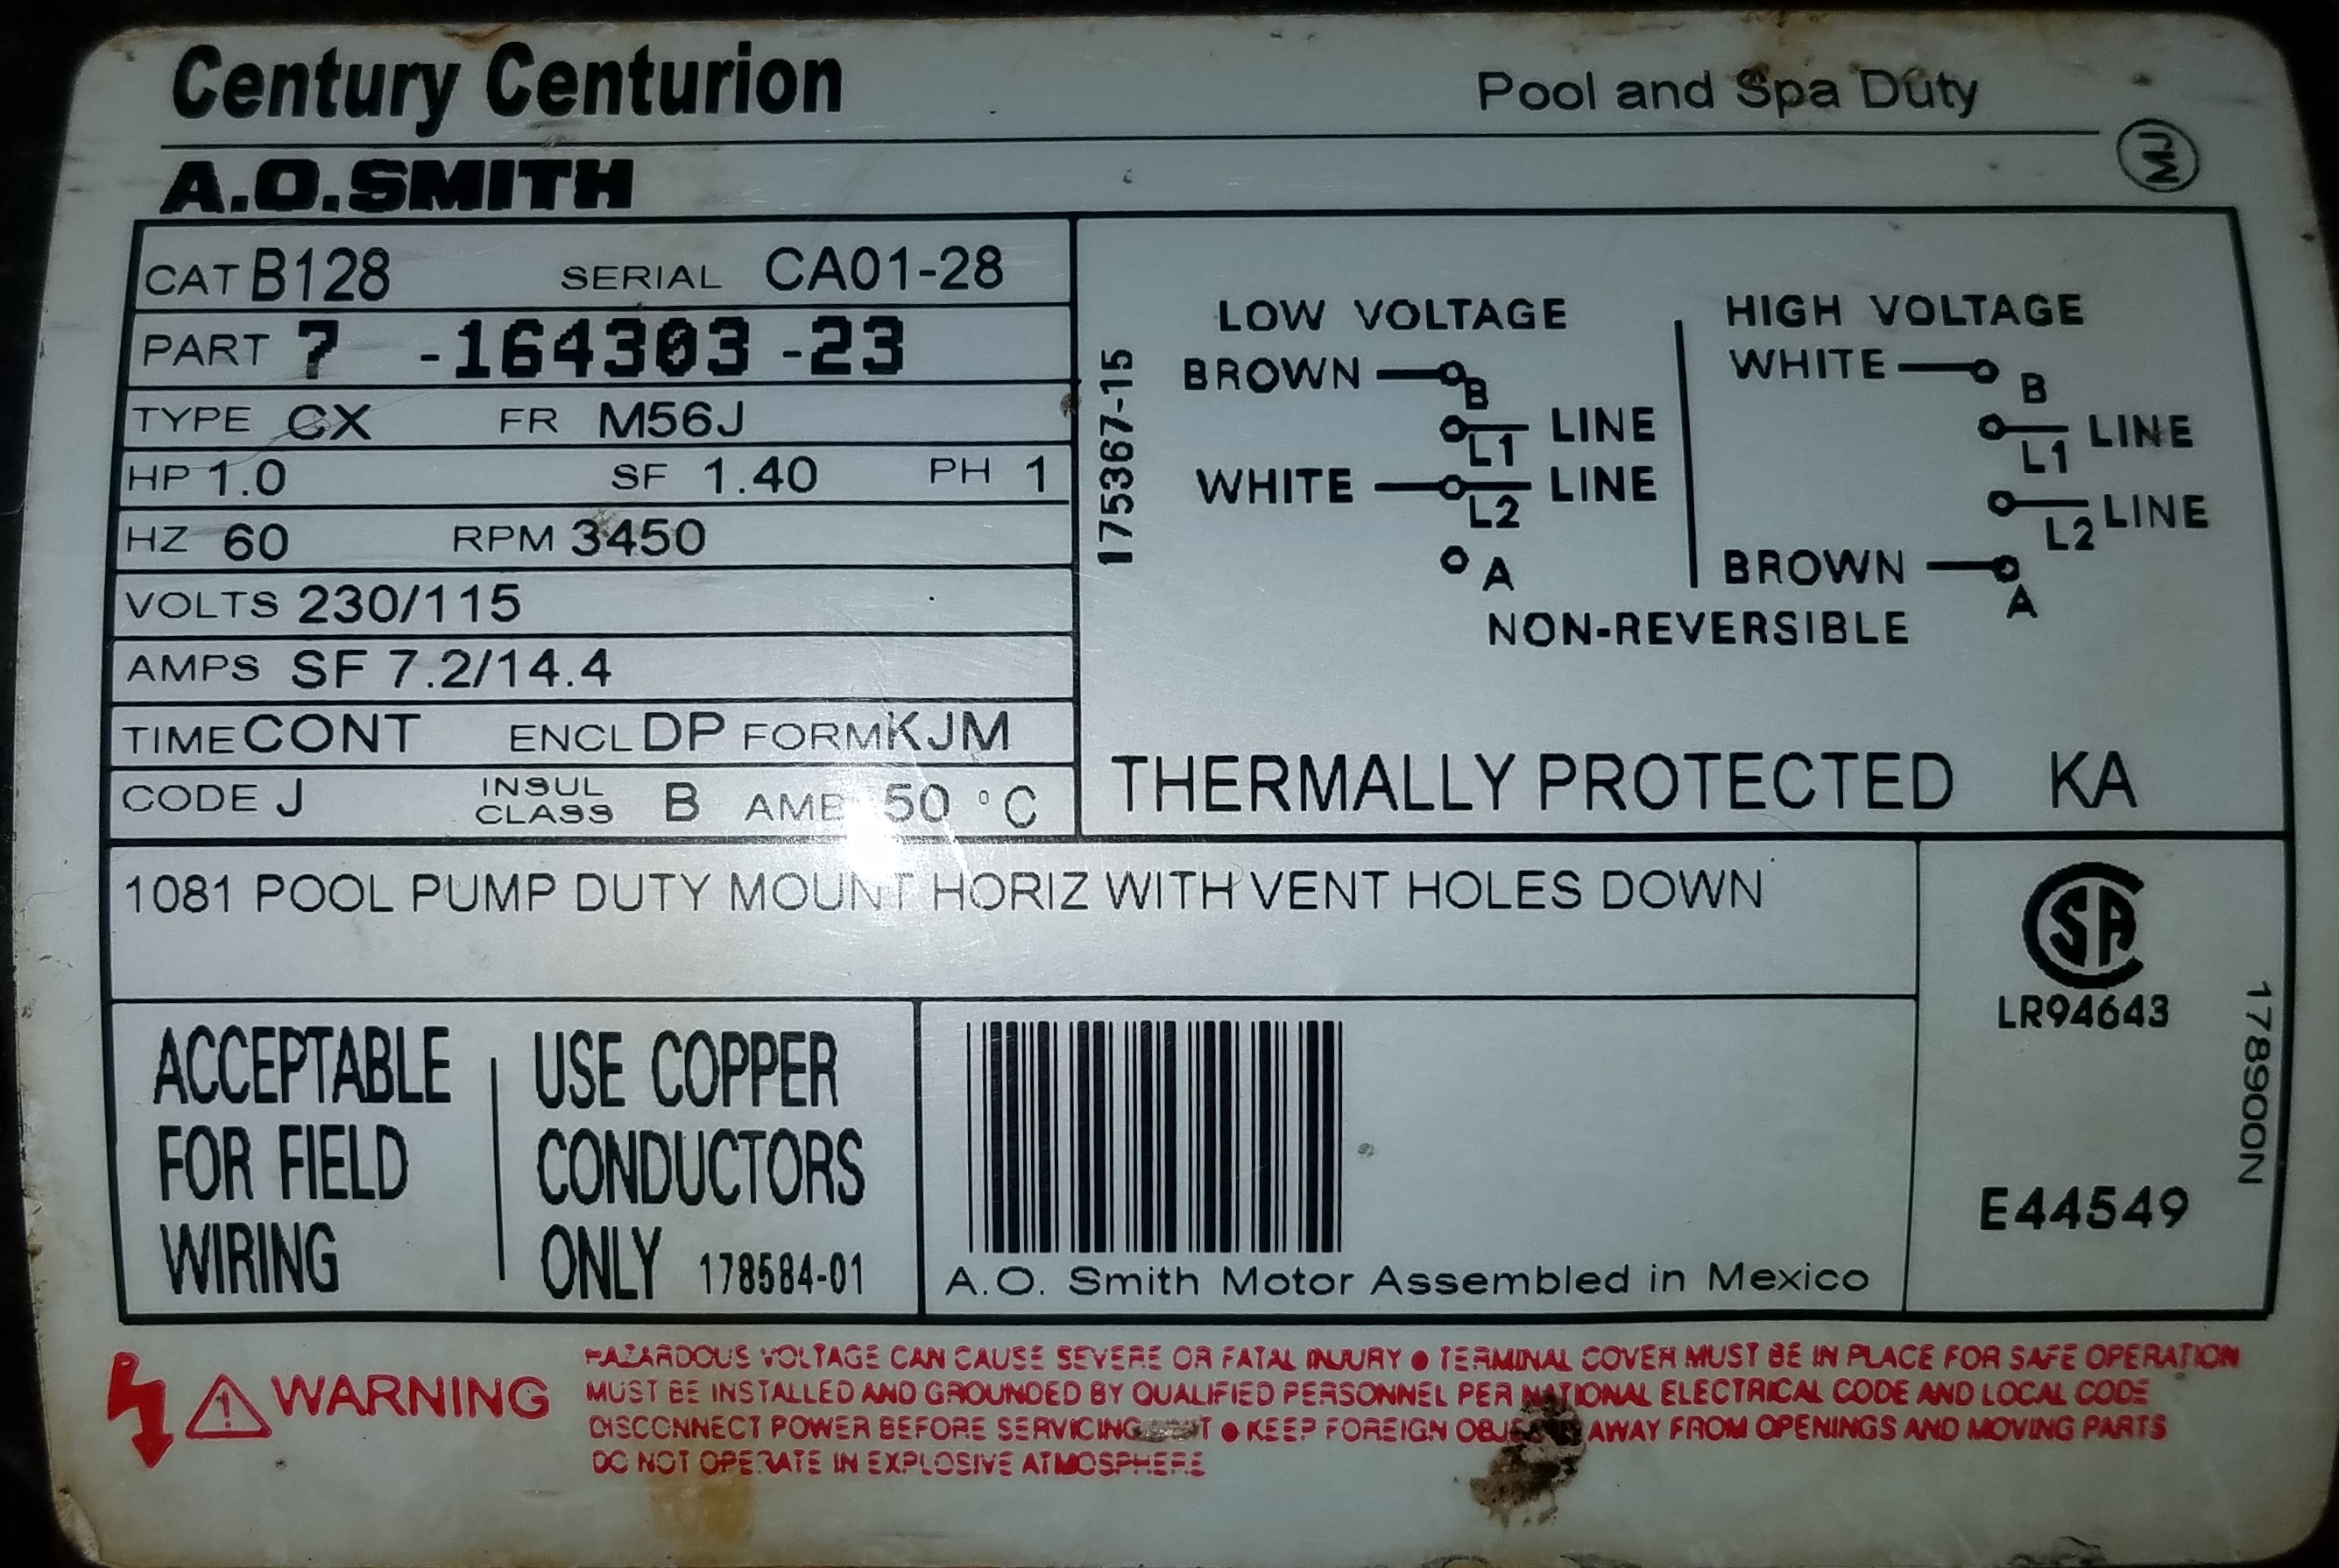 Century Centurion
Pool and Spa Duty
MJ
A.O.SMITH
CAT B128 SERIAL CA01-28
PART 7 -164303 -23
TYPE CX FR M56J
HP 1.0 SF 1.40 PH 1
HZ 60 RPM 3450
VOLTS 230/115
AMPS SF 7.2/14.4
TIME CONT ENCL DP FORM KJM
CODE J INSUL CLASS B AMB 50 °C
175367-15
LOW VOLTAGE
BROWN B
L1 LINE
WHITE L2 LINE
A
HIGH VOLTAGE
WHITE B
L1 LINE
L2 LINE
BROWN A
NON-REVERSIBLE
THERMALLY PROTECTED KA
1081 POOL PUMP DUTY MOUNT HORIZ WITH VENT HOLES DOWN
ACCEPTABLE
FOR FIELD
WIRING
USE COPPER
CONDUCTORS
ONLY 178584-01
A.O. Smith Motor Assembled in Mexico
SA
LR94643
E44549
178900N
WARNING
HAZARDOUS VOLTAGE CAN CAUSE SEVERE OR FATAL INJURY ● TERMINAL COVER MUST BE IN PLACE FOR SAFE OPERATION
MUST BE INSTALLED AND GROUNDED BY QUALIFIED PERSONNEL PER NATIONAL ELECTRICAL CODE AND LOCAL CODE
DISCONNECT POWER BEFORE SERVICING ● KEEP FOREIGN AWAY FROM OPENINGS AND MOVING PARTS
DO NOT OPERATE IN EXPLOSIVE ATMOSPHERE